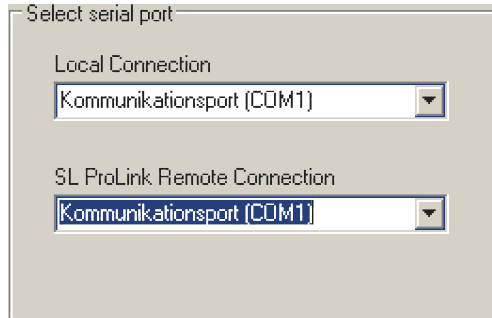 Select serial port
Local Connection
Kommunikationsport (COM1)
SL ProLink Remote Connection
Kommunikationsport (COM1)